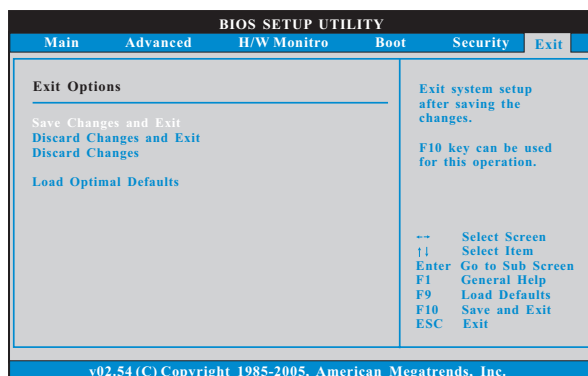 BIOS SETUP UTILITY
Main Advanced H/W Monitro Boot Security Exit
Exit Options
Save Changes and Exit
Discard Changes and Exit
Discard Changes
Load Optimal Defaults
Exit system setup
after saving the
changes.
F10 key can be used
for this operation.
←→ Select Screen
↑↓ Select Item
Enter Go to Sub Screen
F1 General Help
F9 Load Defaults
F10 Save and Exit
ESC Exit
v02.54 (C) Copyright 1985-2005, American Megatrends, Inc.